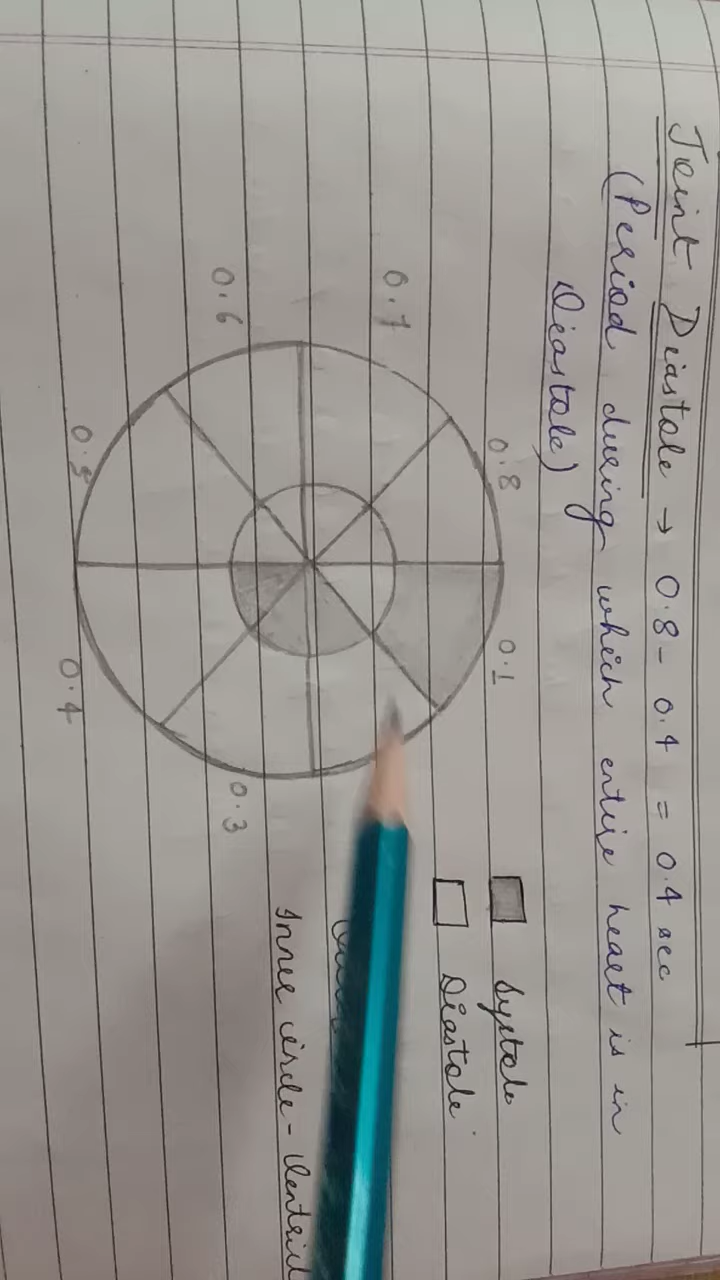 Joint Diastole → 0.8 - 0.4 = 0.4 sec
(Period during which entire heart is in
Diastole)
0.8
0.1
Systole
0.7
Diastole
0.6
0.3
Inner circle -
0.5
0.4